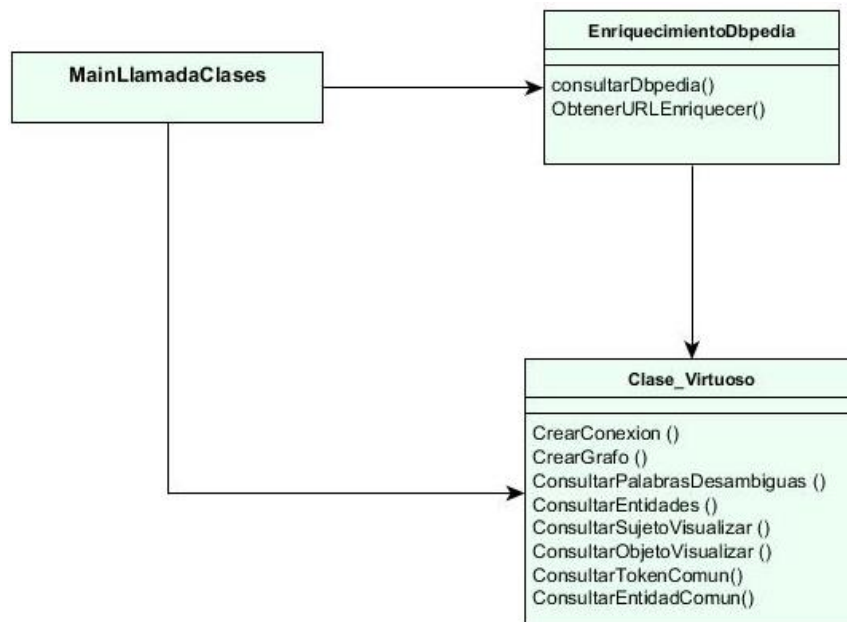 MainLlamadaClases
EnriquecimientoDbpedia
consultarDbpedia()
ObtenerURLEnriquecer()
Clase_Virtuoso
CrearConexion ()
CrearGrafo ()
ConsultarPalabrasDesambiguas ()
ConsultarEntidades ()
ConsultarSujetoVisualizar ()
ConsultarObjetoVisualizar ()
ConsultarTokenComun()
ConsultarEntidadComun()